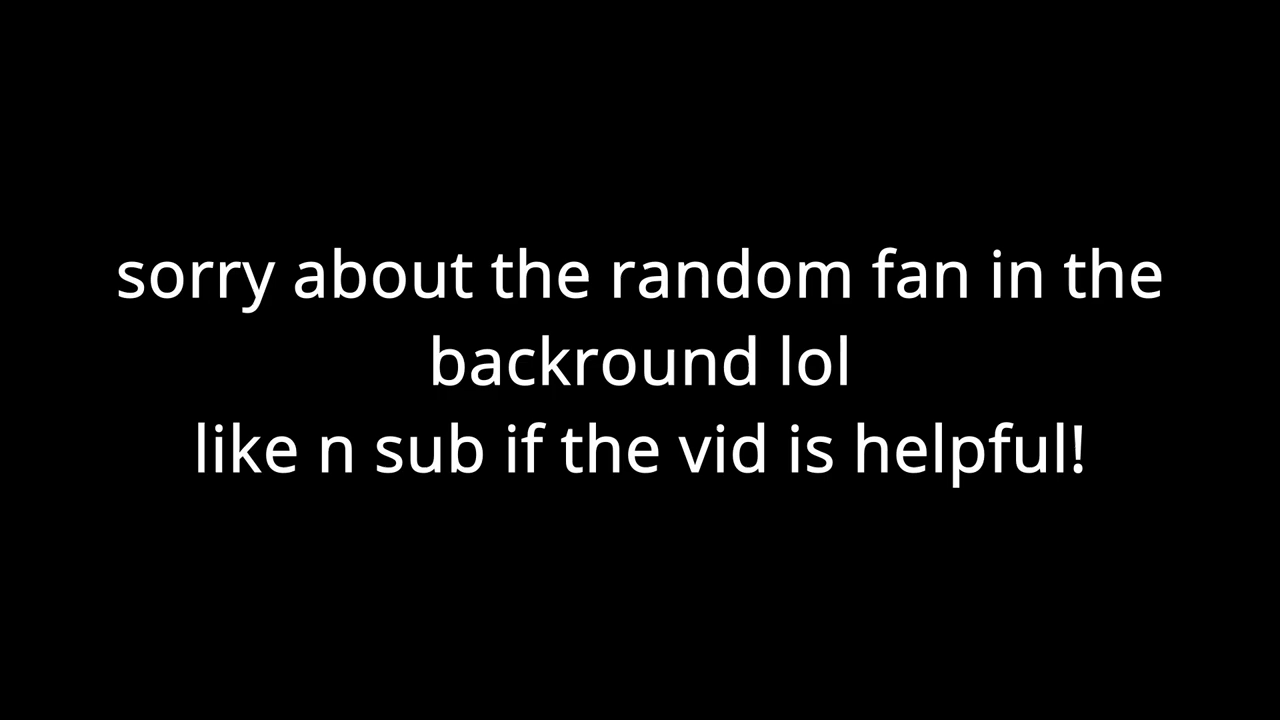 sorry about the random fan in the
backround lol
like n sub if the vid is helpful!